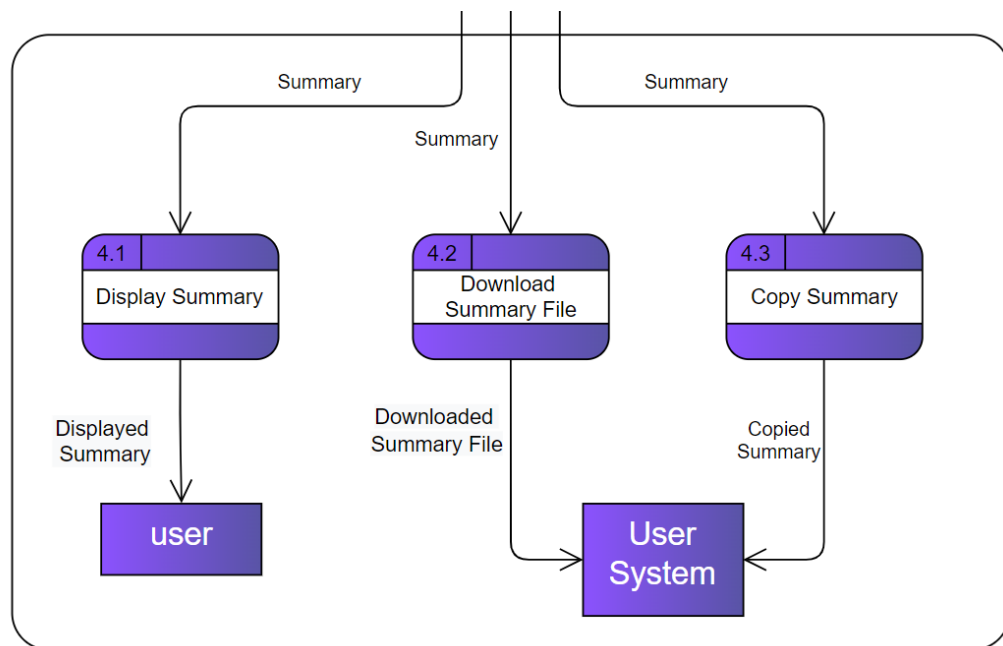 Summary
Summary
Summary
4.1
Display Summary
4.2
Download
Summary File
4.3
Copy Summary
Displayed
Summary
Downloaded
Summary File
Copied
Summary
user
User
System